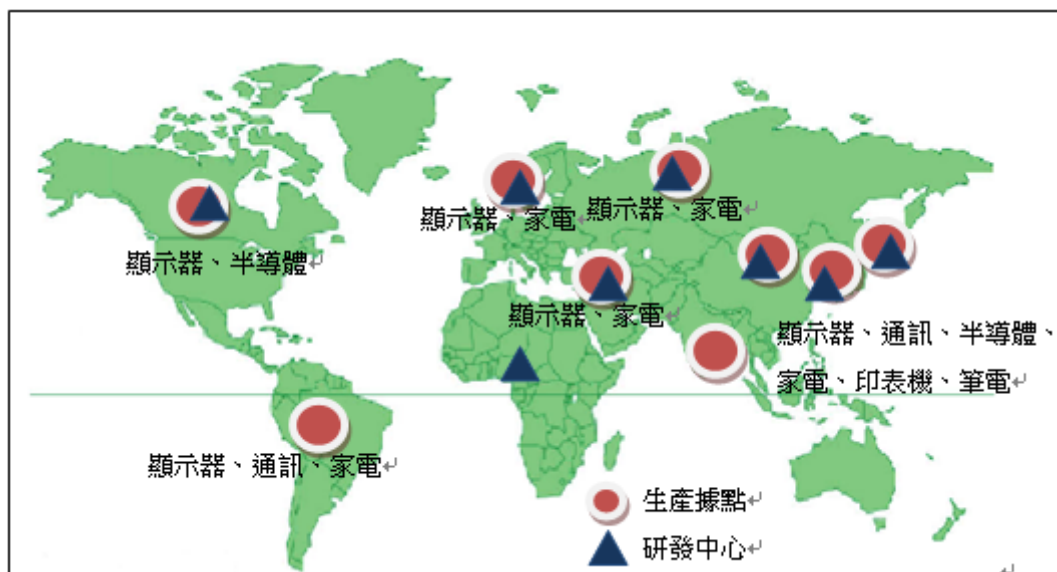 顯示器、家電
顯示器、家電
顯示器、半導體
顯示器、家電
顯示器、通訊、半導體、
家電、印表機、筆電
顯示器、通訊、家電
生產據點
研發中心